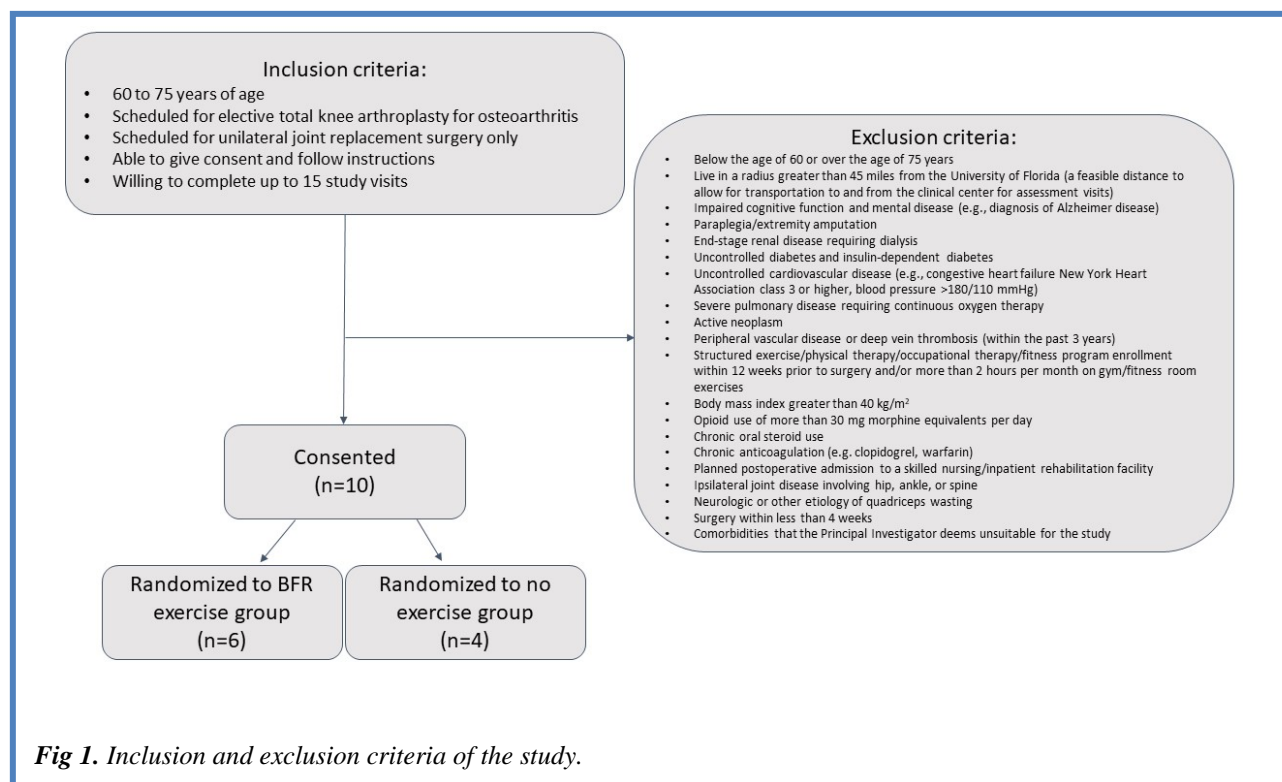 Inclusion criteria:
• 60 to 75 years of age
• Scheduled for elective total knee arthroplasty for osteoarthritis
• Scheduled for unilateral joint replacement surgery only
• Able to give consent and follow instructions
• Willing to complete up to 15 study visits
Exclusion criteria:
• Below the age of 60 or over the age of 75 years
• Live in a radius greater than 45 miles from the University of Florida (a feasible distance to
allow for transportation to and from the clinical center for assessment visits)
• Impaired cognitive function and mental disease (e.g., diagnosis of Alzheimer disease)
• Paraplegia/extremity amputation
• End-stage renal disease requiring dialysis
• Uncontrolled diabetes and insulin-dependent diabetes
• Uncontrolled cardiovascular disease (e.g., congestive heart failure New York Heart
Association class 3 or higher, blood pressure >180/110 mmHg)
• Severe pulmonary disease requiring continuous oxygen therapy
• Active neoplasm
• Peripheral vascular disease or deep vein thrombosis (within the past 3 years)
• Structured exercise/physical therapy/occupational therapy/fitness program enrollment
within 12 weeks prior to surgery and/or more than 2 hours per month on gym/fitness room
exercises
• Body mass index greater than 40 kg/m²
• Opioid use of more than 30 mg morphine equivalents per day
• Chronic oral steroid use
• Chronic anticoagulation (e.g. clopidogrel, warfarin)
• Planned postoperative admission to a skilled nursing/inpatient rehabilitation facility
• Ipsilateral joint disease involving hip, ankle, or spine
• Neurologic or other etiology of quadriceps wasting
• Surgery within less than 4 weeks
• Comorbidities that the Principal Investigator deems unsuitable for the study
Consented
(n=10)
Randomized to BFR
exercise group
(n=6)
Randomized to no
exercise group
(n=4)
Fig 1. Inclusion and exclusion criteria of the study.